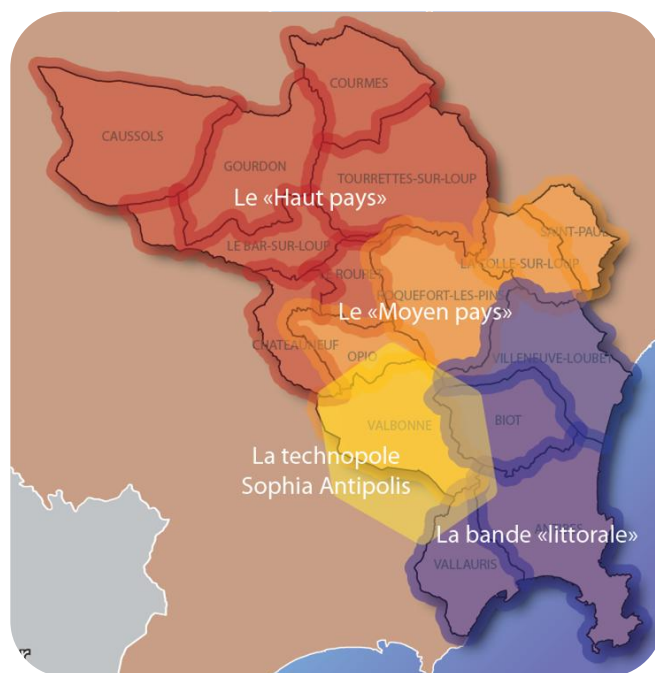 COURMES
CAUSSOLS
GOURDON
TOURRETTES-SUR-LOUP
Le «Haut pays»
SAINT-PAUL
LE BAR-SUR-LOUP
LA COLLE-SUR-LOUP
ROURET
ROQUEFORT-LES-PINS
Le «Moyen pays»
CHATEAUNEUF
OPIO
VILLENEUVE-LOUBET
VALBONNE
BIOT
La technopole
Sophia Antipolis
ANTIBES
La bande «littorale»
VALLAURIS